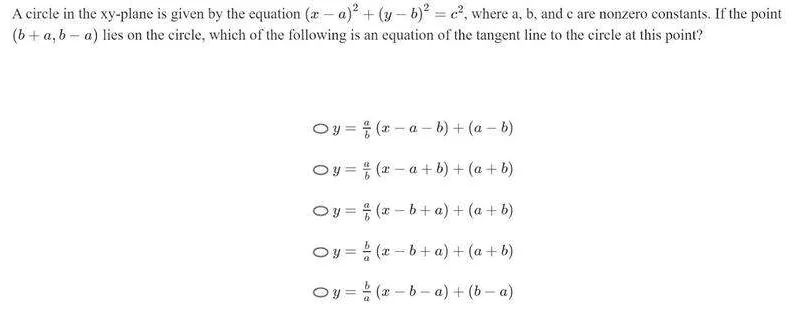 A circle in the xy-plane is given by the equation (x − a)² + (y − b)² = c², where a, b, and c are nonzero constants. If the point
(b + a, b − a) lies on the circle, which of the following is an equation of the tangent line to the circle at this point?
y = a/b (x − a − b) + (a − b)
y = a/b (x − a + b) + (a + b)
y = a/b (x − b + a) + (a + b)
y = b/a (x − b + a) + (a + b)
y = b/a (x − b − a) + (b − a)